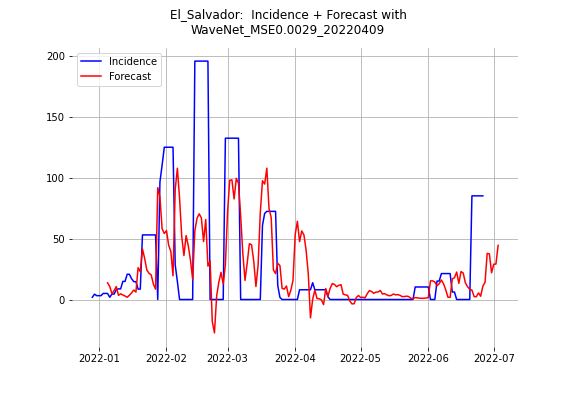 El_Salvador:  Incidence + Forecast with
WaveNet_MSE0.0029_20220409
Incidence
Forecast
200
150
100
50
0
2022-01 2022-02 2022-03 2022-04 2022-05 2022-06 2022-07